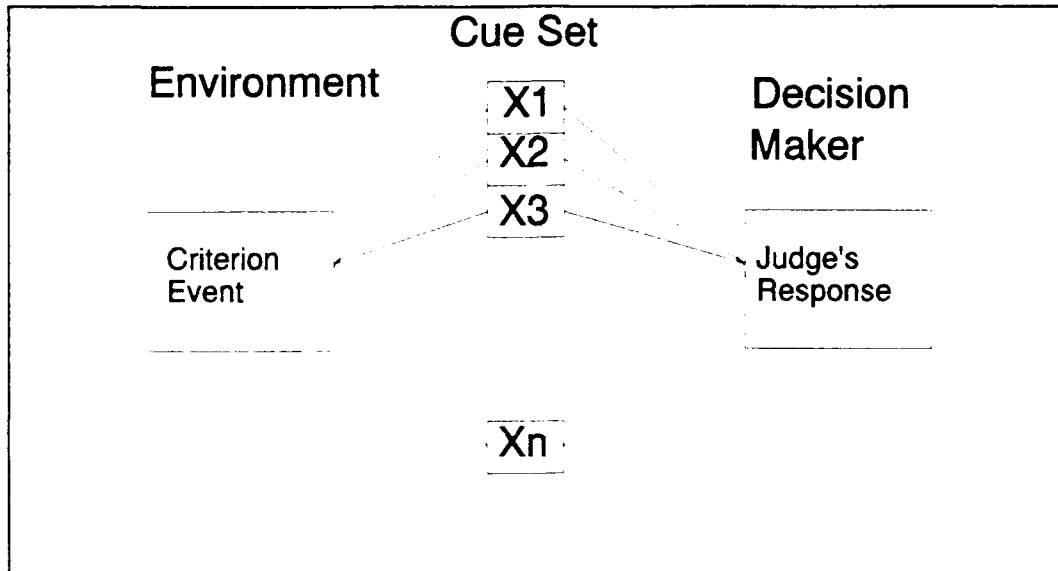 Cue Set
Environment
X1
Decision
Maker
X2
X3
Criterion
Event
Judge's
Response
Xn